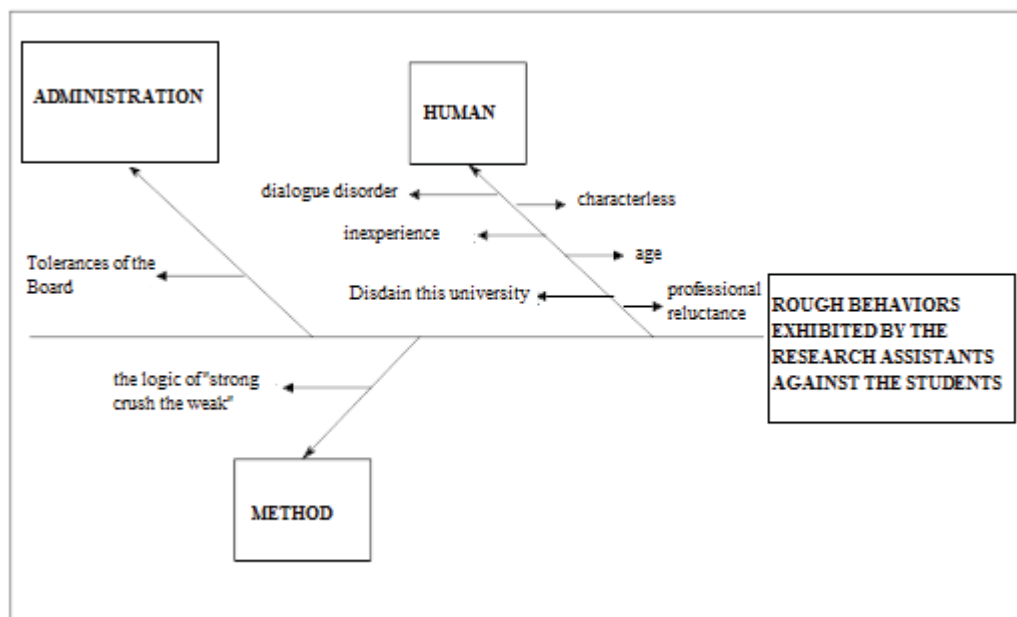 ADMINISTRATION
HUMAN
dialogue disorder
characterless
inexperience
age
Tolerances of the
Board
Disdain this university
professional
reluctance
ROUGH BEHAVIORS
EXHIBITED BY THE
RESEARCH ASSISTANTS
AGAINST THE STUDENTS
the logic of "strong
crush the weak"
METHOD